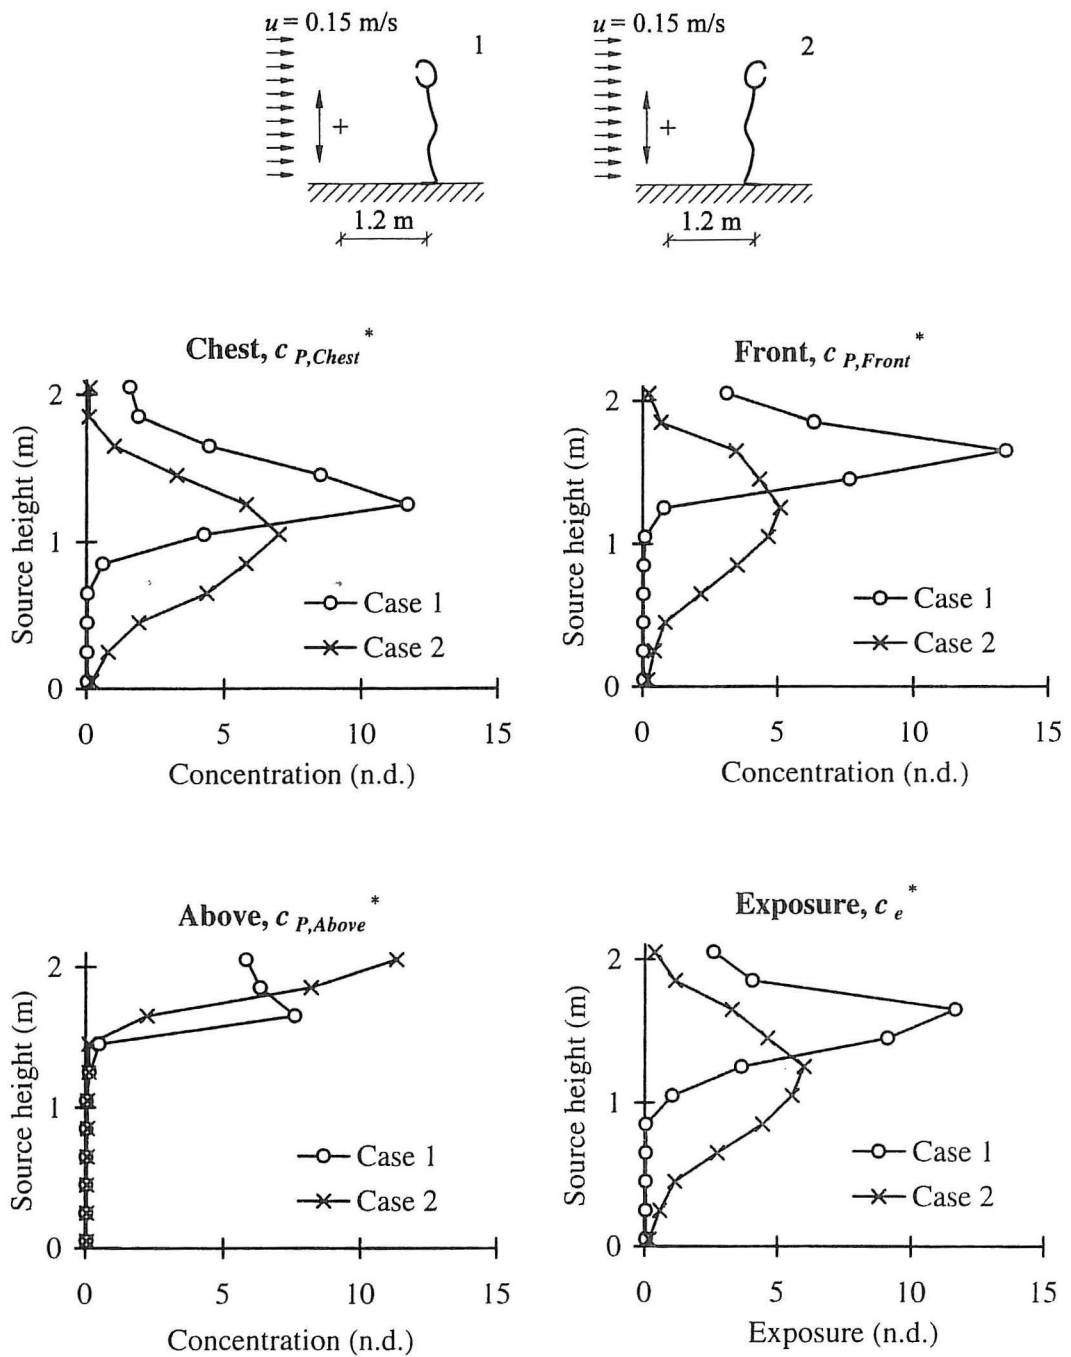 u = 0.15 m/s
1
+
1.2 m
u = 0.15 m/s
2
+
1.2 m
Chest, c P,Chest *
Source height (m)
2
1
0
0 5 10 15
Concentration (n.d.)
Case 1
Case 2
Front, c P,Front *
Source height (m)
2
1
0
0 5 10 15
Concentration (n.d.)
Case 1
Case 2
Above, c P,Above *
Source height (m)
2
1
0
0 5 10 15
Concentration (n.d.)
Case 1
Case 2
Exposure, c e *
Source height (m)
2
1
0
0 5 10 15
Exposure (n.d.)
Case 1
Case 2